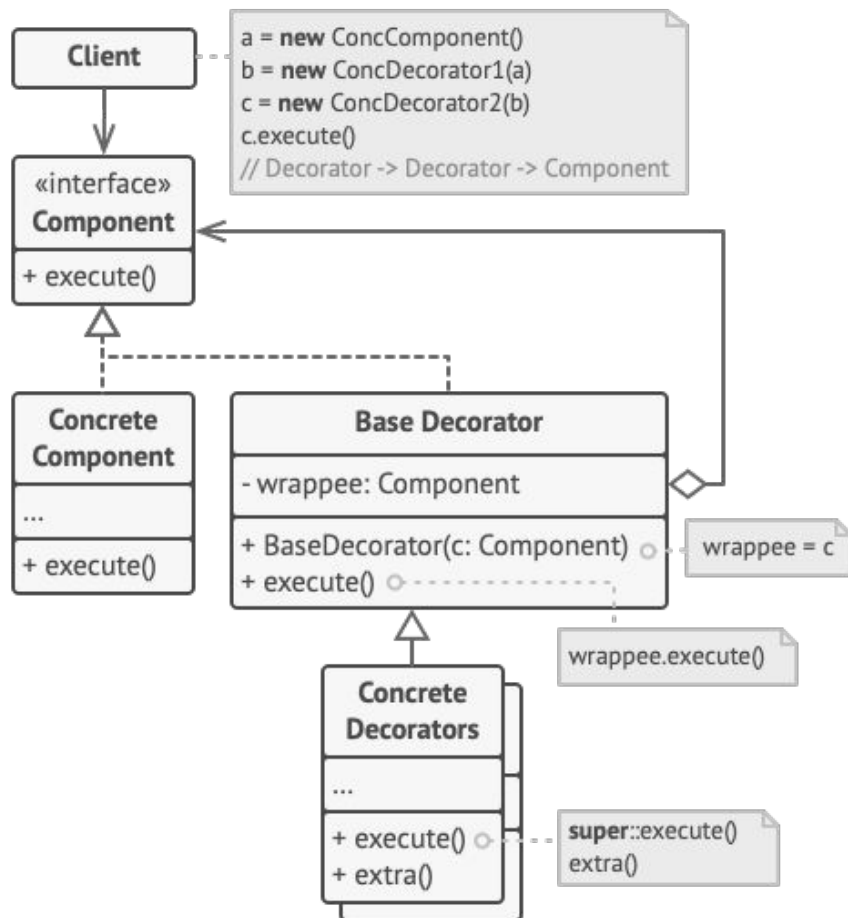 Client
a = new ConcComponent()
b = new ConcDecorator1(a)
c = new ConcDecorator2(b)
c.execute()
// Decorator -> Decorator -> Component
«interface»
Component
+ execute()
Concrete
Component
...
+ execute()
Base Decorator
- wrappee: Component
+ BaseDecorator(c: Component)
+ execute()
wrappee = c
wrappee.execute()
Concrete
Decorators
...
+ execute()
+ extra()
super::execute()
extra()